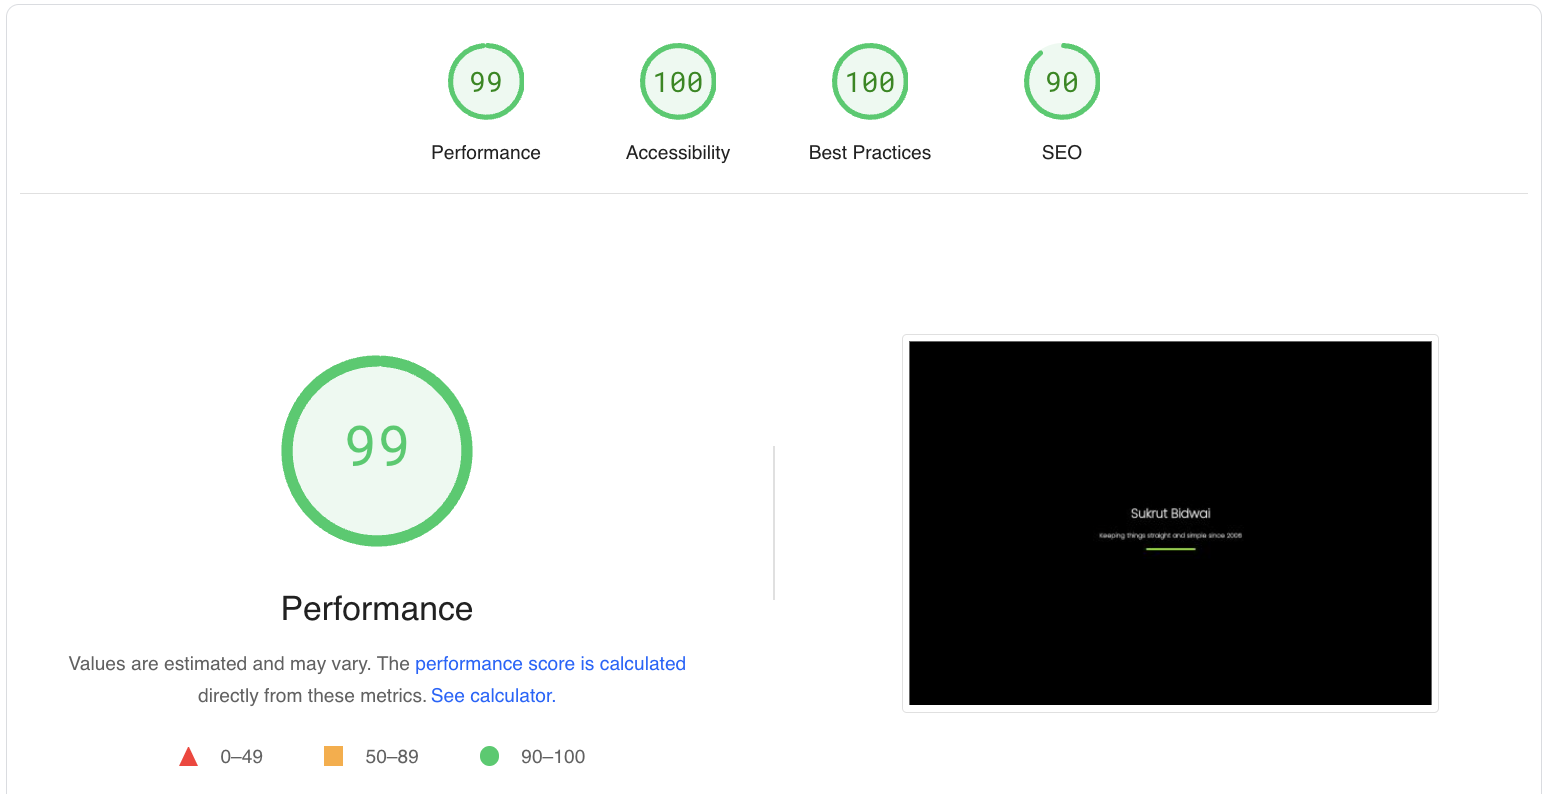 99 100 100 90
Performance Accessibility Best Practices SEO
99
Performance
Values are estimated and may vary. The performance score is calculated
directly from these metrics. See calculator.
0–49 50–89 90–100
Sukrut Bidwai
Keeping things straight and simple since 2008